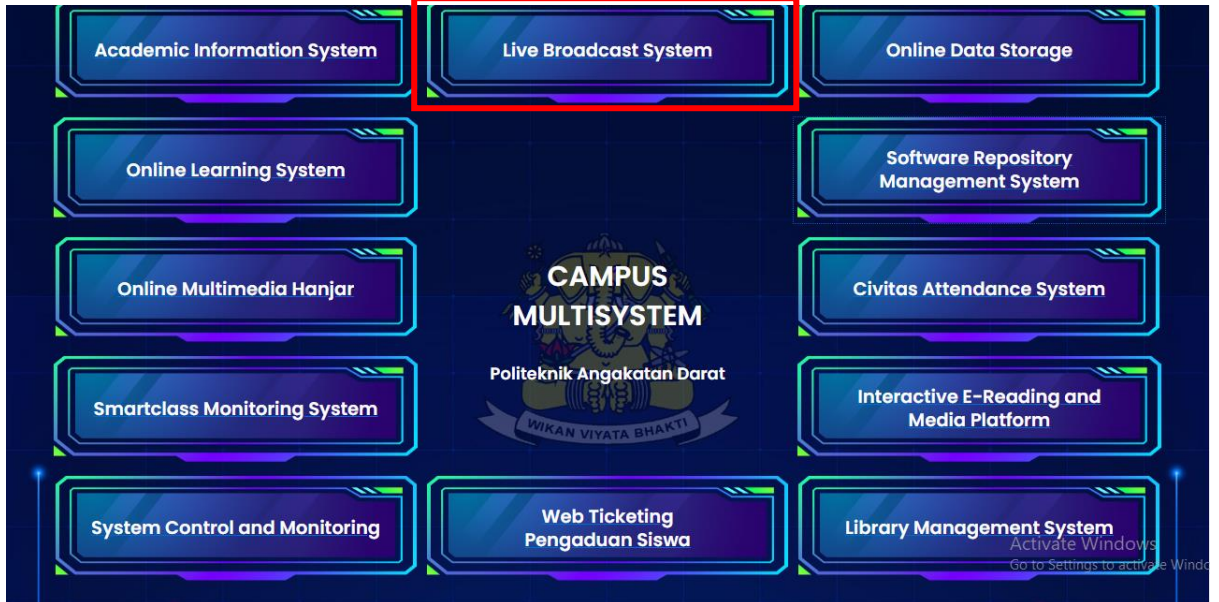 Academic Information System
Live Broadcast System
Online Data Storage
Online Learning System
Software Repository
Management System
Online Multimedia Hanjar
CAMPUS
MULTISYSTEM
Politeknik Angakatan Darat
WIKAN VIYATA BHAKTI
Civitas Attendance System
Smartclass Monitoring System
Interactive E-Reading and
Media Platform
System Control and Monitoring
Web Ticketing
Pengaduan Siswa
Library Management System
Activate Windows
Go to Settings to activate Windo